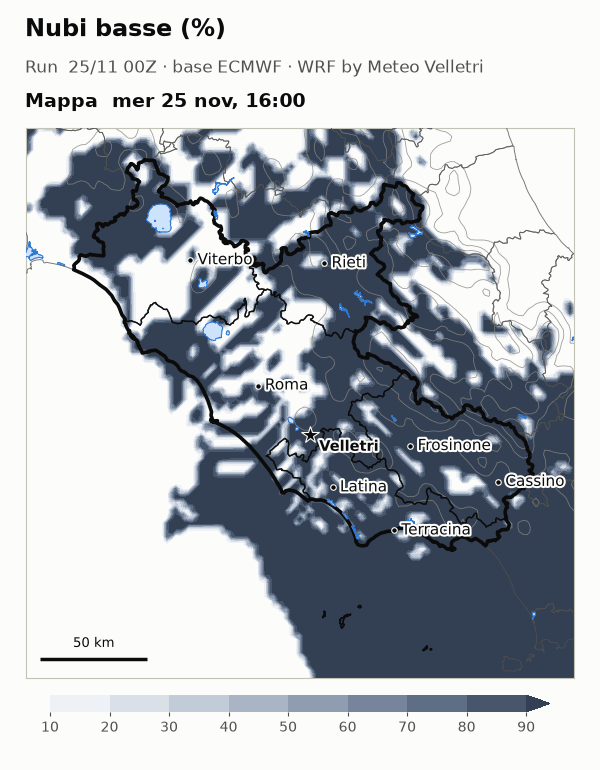 Nubi basse (%)
Run 25/11 00Z · base ECMWF · WRF by Meteo Velletri
Mappa mer 25 nov, 16:00
Viterbo
Rieti
Roma
Velletri
Frosinone
Cassino
Latina
Terracina
50 km
10 20 30 40 50 60 70 80 90